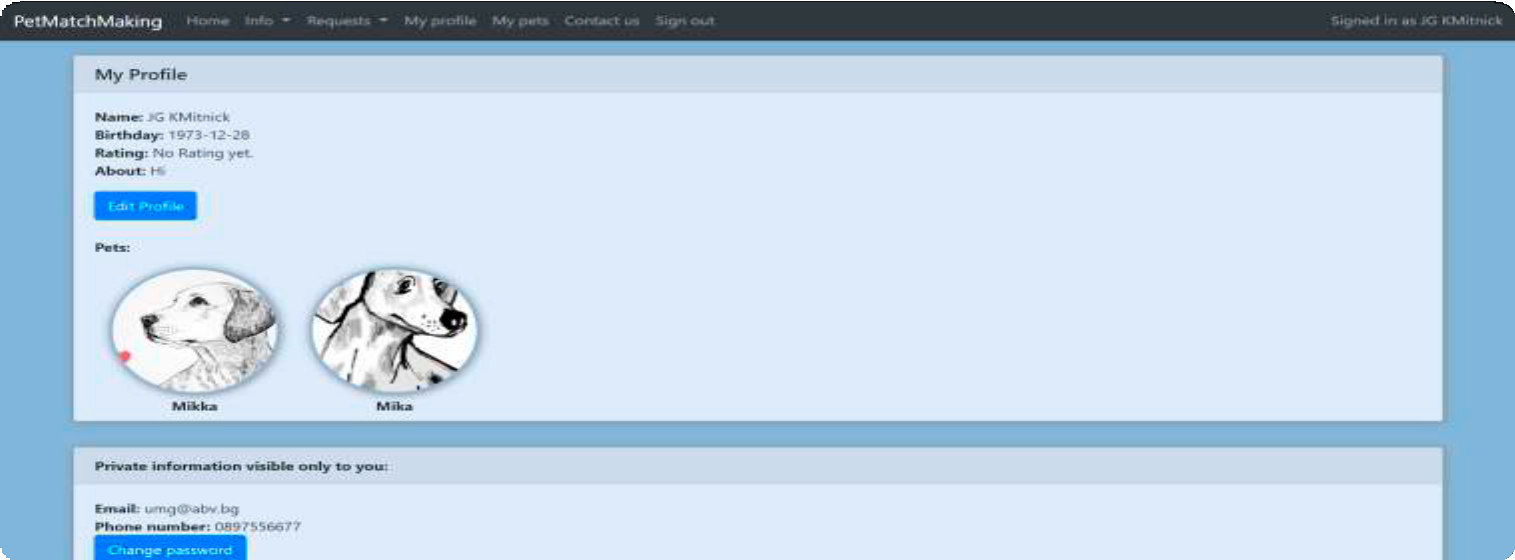 PetMatchMaking Home Info Requests My profile My pets Contact us Sign out Signed in as JG KMitnick
My Profile
Name: JG KMitnick
Birthday: 1973-12-28
Rating: No Rating yet.
About: Hi
Edit Profile
Pets:
Mikka Mika
Private information visible only to you:
Email: umg@abv.bg
Phone number: 0897556677
Change password